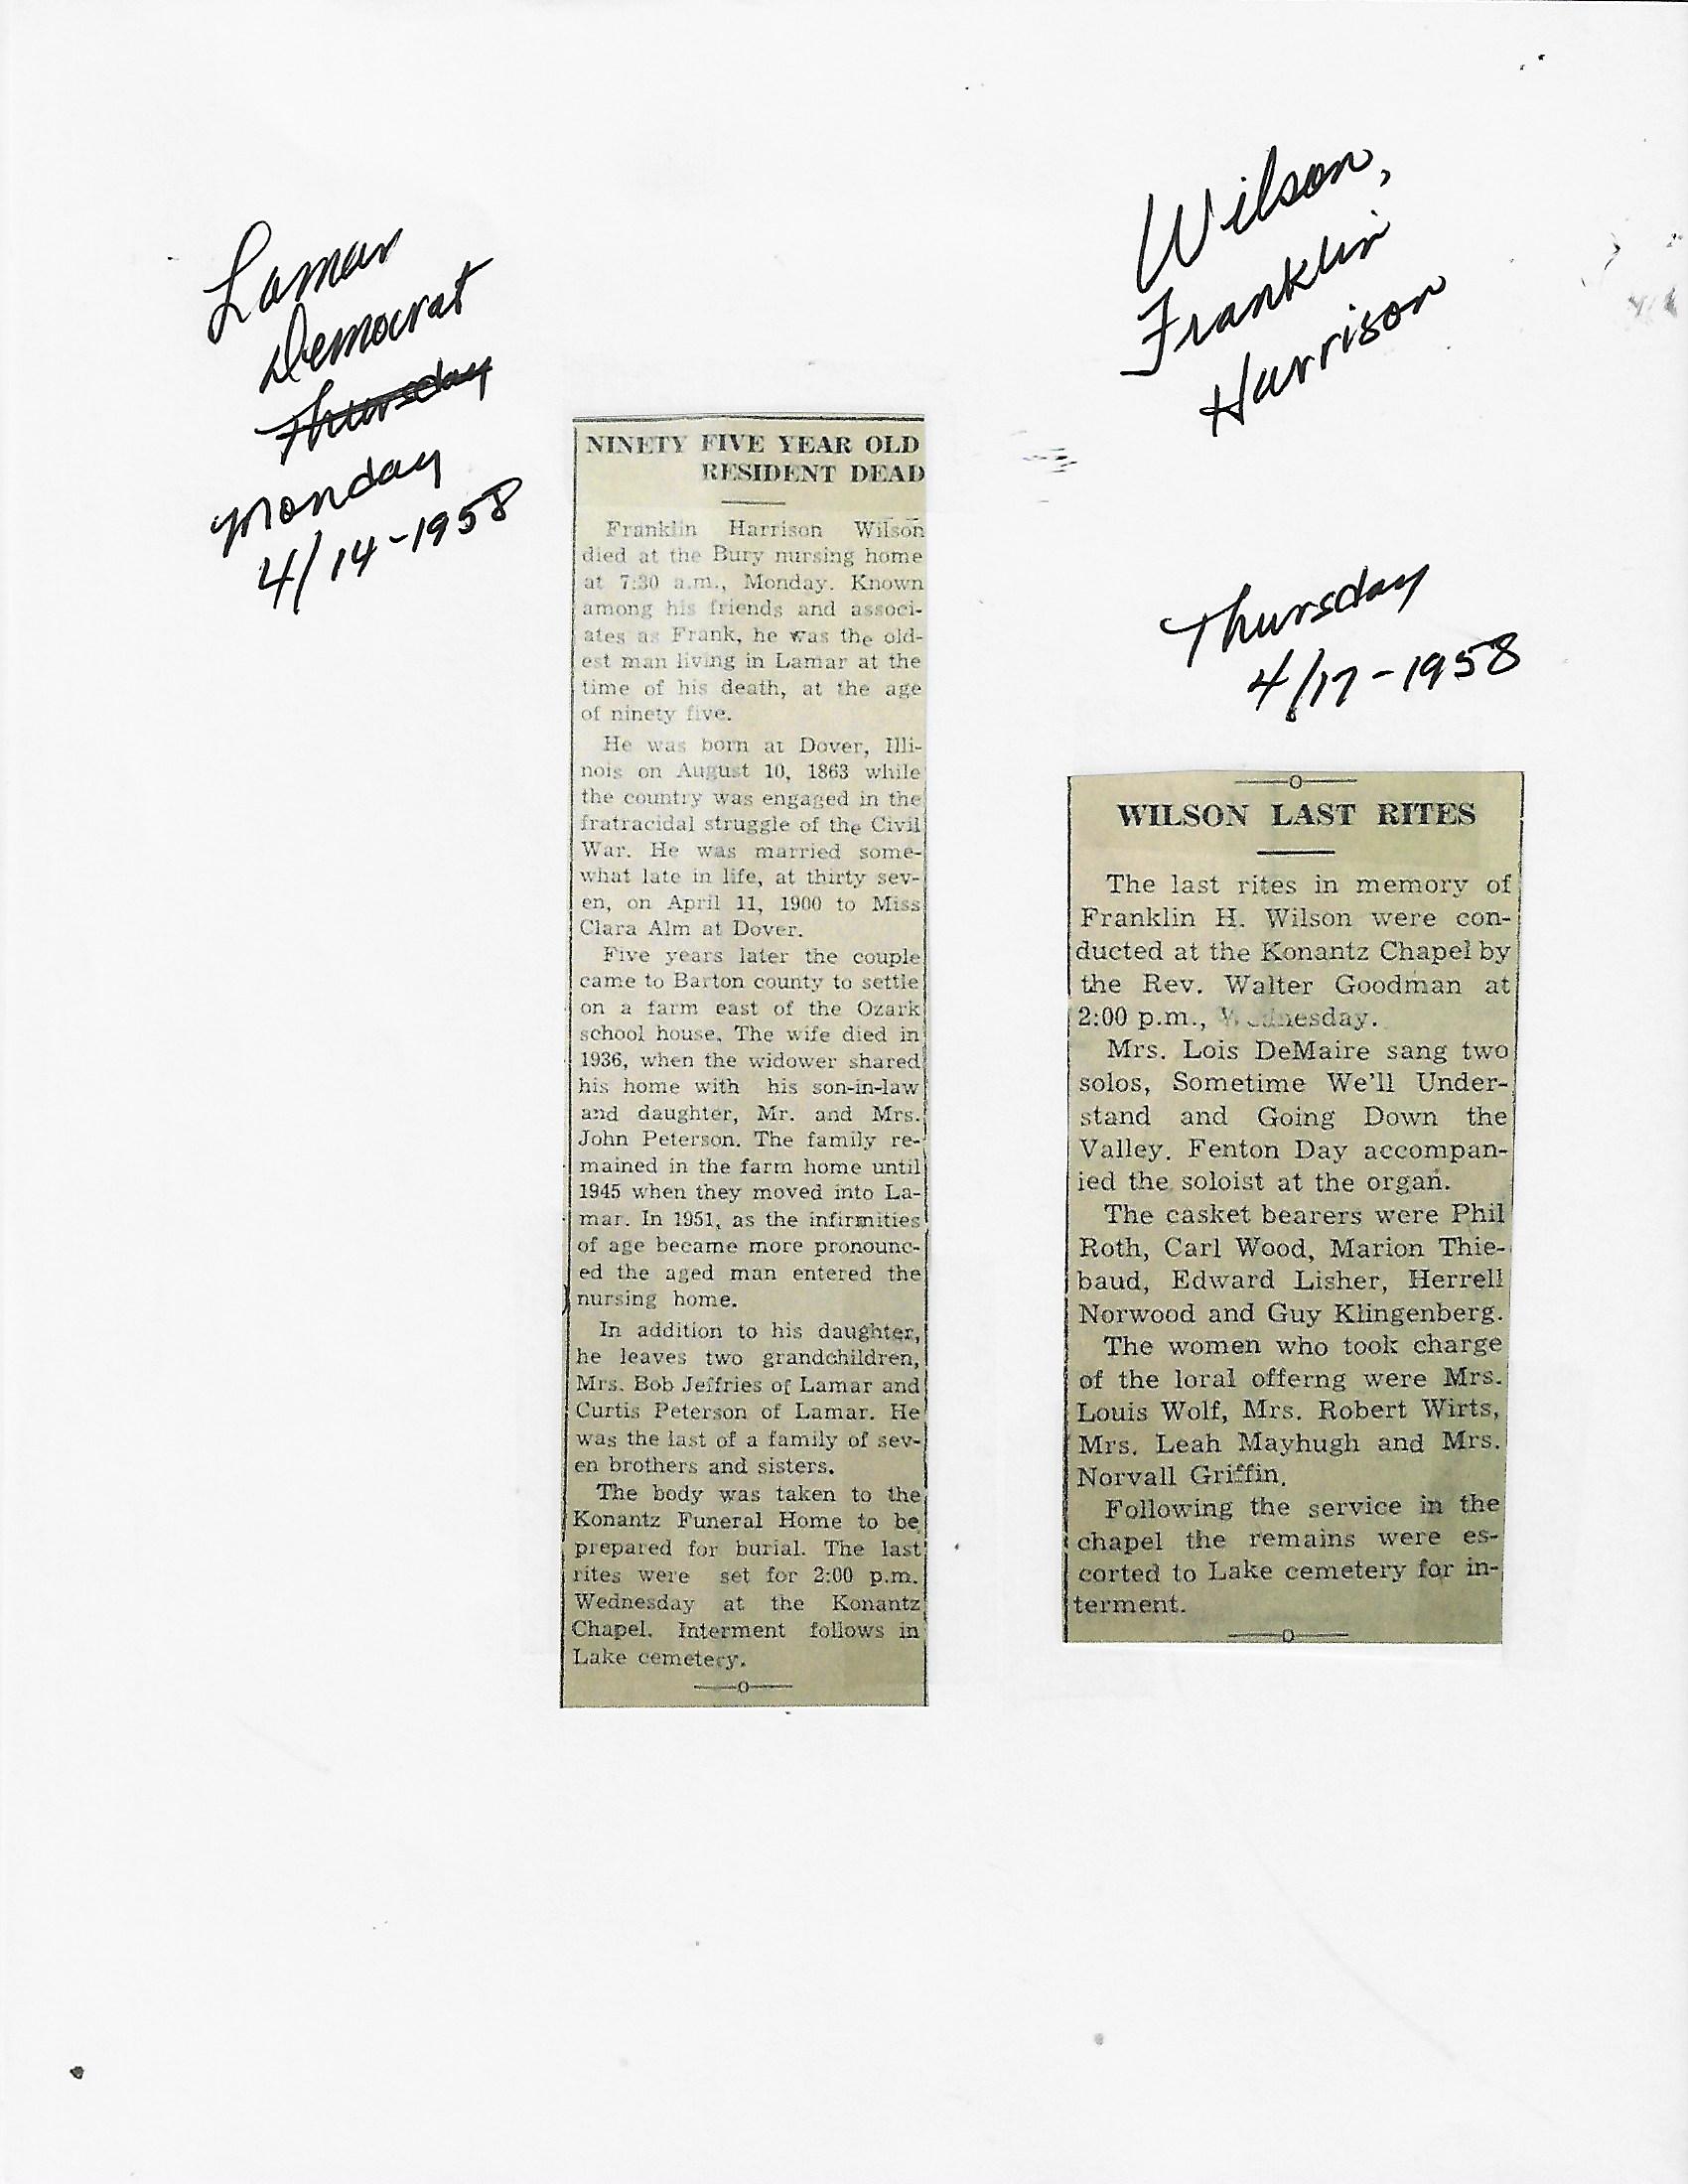 Lamar
Democrat
Thursday
Monday
4/14-1958
Wilson,
Franklin
Harrison
NINETY FIVE YEAR OLD
RESIDENT DEAD
Franklin Harrison Wilson
died at the Bury nursing home
at 7:30 a.m., Monday. Known
among his friends and associ-
ates as Frank, he was the old-
est man living in Lamar at the
time of his death, at the age
of ninety five.
He was born at Dover, Illi-
nois on August 10, 1863 while
the country was engaged in the
fratracidal struggle of the Civil
War. He was married some-
what late in life, at thirty sev-
en, on April 11, 1900 to Miss
Clara Alm at Dover.
Five years later the couple
came to Barton county to settle
on a farm east of the Ozark
school house. The wife died in
1936, when the widower shared
his home with his son-in-law
and daughter, Mr. and Mrs.
John Peterson. The family re-
mained in the farm home until
1945 when they moved into La-
mar. In 1951, as the infirmities
of age became more pronounc-
ed the aged man entered the
nursing home.
In addition to his daughter,
he leaves two grandchildren,
Mrs. Bob Jeffries of Lamar and
Curtis Peterson of Lamar. He
was the last of a family of sev-
en brothers and sisters.
The body was taken to the
Konantz Funeral Home to be
prepared for burial. The last
rites were set for 2:00 p.m.
Wednesday at the Konantz
Chapel. Interment follows in
Lake cemetery.
Thursday
4/17-1958
WILSON LAST RITES
The last rites in memory of
Franklin H. Wilson were con-
ducted at the Konantz Chapel by
the Rev. Walter Goodman at
2:00 p.m., Wednesday.
Mrs. Lois DeMaire sang two
solos, Sometime We'll Under-
stand and Going Down the
Valley. Fenton Day accompan-
ied the soloist at the organ.
The casket bearers were Phil
Roth, Carl Wood, Marion Thie-
baud, Edward Lisher, Herrell
Norwood and Guy Klingenberg.
The women who took charge
of the loral offerng were Mrs.
Louis Wolf, Mrs. Robert Wirts,
Mrs. Leah Mayhugh and Mrs.
Norvall Griffin.
Following the service in the
chapel the remains were es-
corted to Lake cemetery for in-
terment.